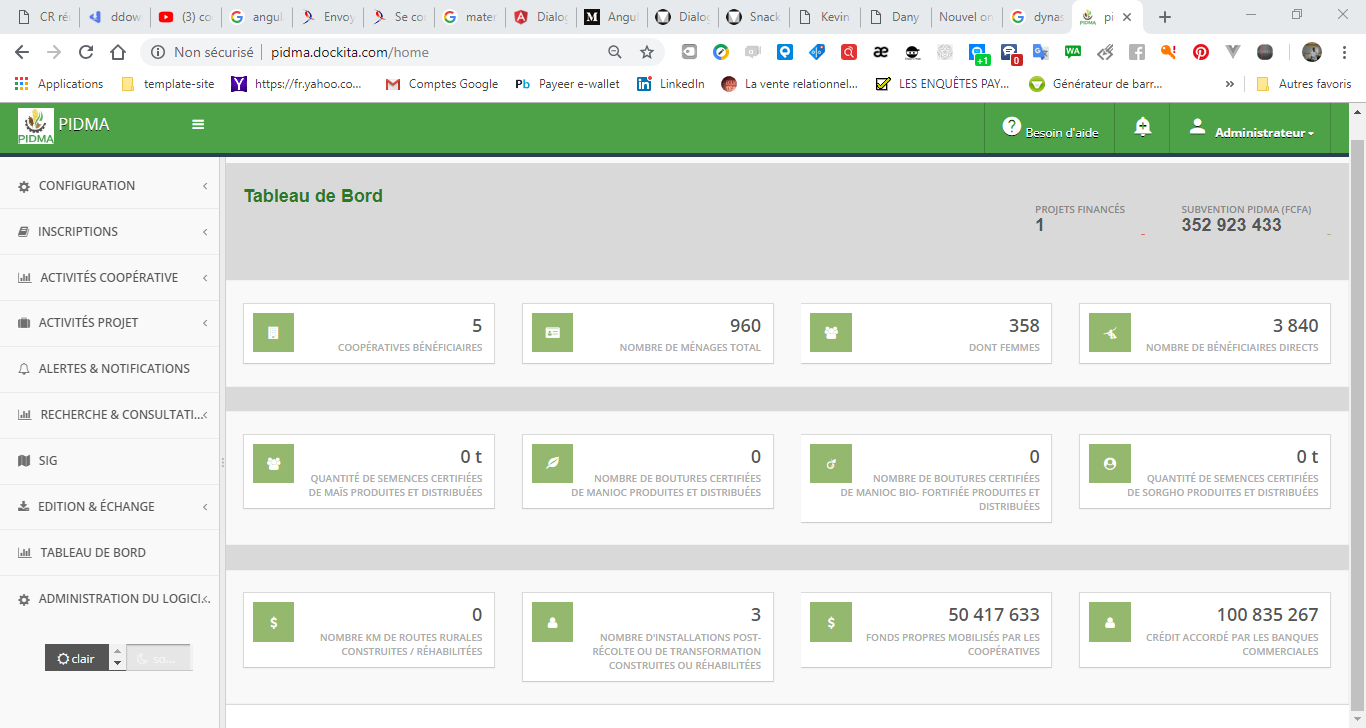 CR ré
ddow
(3) co
angul
Envoy
Se cor
mater
Dialog
Angu
Dialog
Snack
Kevin
Dany
Nouvel on
dynas
pi
Non sécurisé | pidma.dockita.com/home
+1
0
WA
Applications
template-site
https://fr.yahoo.co...
Comptes Google
Payeer e-wallet
LinkedIn
La vente relationnel...
LES ENQUÊTES PAY...
Générateur de barr...
»
Autres favoris
PIDMA
PIDMA
Besoin d'aide
Administrateur
CONFIGURATION
INSCRIPTIONS
ACTIVITÉS COOPÉRATIVE
ACTIVITÉS PROJET
ALERTES & NOTIFICATIONS
RECHERCHE & CONSULTATI...
SIG
EDITION & ÉCHANGE
TABLEAU DE BORD
ADMINISTRATION DU LOGICI...
clair
so...
Tableau de Bord
PROJETS FINANCÉS
1
SUBVENTION PIDMA (FCFA)
352 923 433
5
COOPÉRATIVES BÉNÉFICIAIRES
960
NOMBRE DE MÉNAGES TOTAL
358
DONT FEMMES
3 840
NOMBRE DE BÉNÉFICIAIRES DIRECTS
0 t
QUANTITÉ DE SEMENCES CERTIFIÉES
DE MAÏS PRODUITES ET DISTRIBUÉES
0
NOMBRE DE BOUTURES CERTIFIÉES
DE MANIOC PRODUITES ET DISTRIBUÉES
0
NOMBRE DE BOUTURES CERTIFIÉES
DE MANIOC BIO- FORTIFIÉE PRODUITES ET
DISTRIBUÉES
0 t
QUANTITÉ DE SEMENCES CERTIFIÉES
DE SORGHO PRODUITES ET DISTRIBUÉES
0
NOMBRE KM DE ROUTES RURALES
CONSTRUITES / RÉHABILITÉES
3
NOMBRE D'INSTALLATIONS POST-
RÉCOLTE OU DE TRANSFORMATION
CONSTRUITES OU RÉHABILITÉES
50 417 633
FONDS PROPRES MOBILISÉS PAR LES
COOPÉRATIVES
100 835 267
CRÉDIT ACCORDÉ PAR LES BANQUES
COMMERCIALES